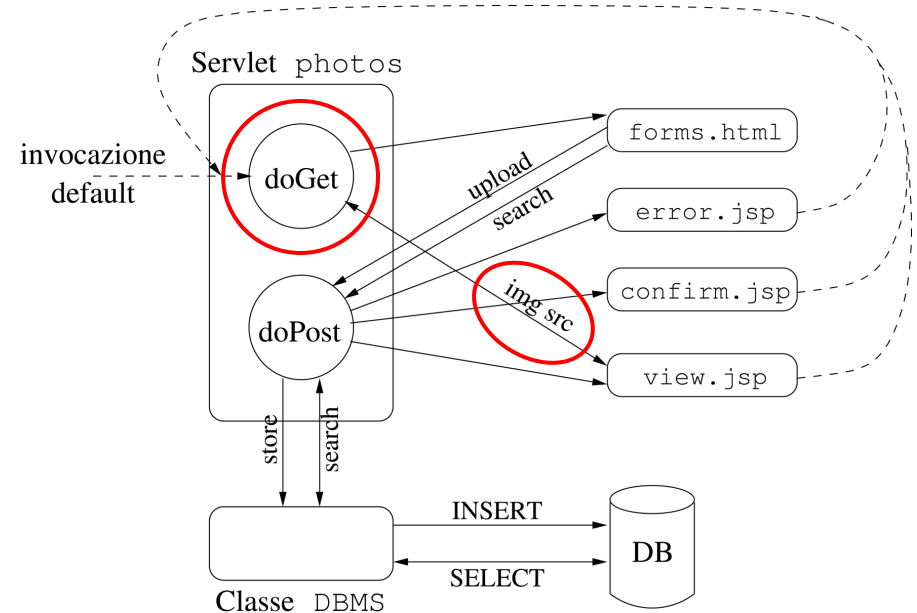 Servlet photos
invocazione
default
doGet
forms.html
upload
search
error.jsp
img src
confirm.jsp
doPost
view.jsp
store
search
INSERT
DB
SELECT
Classe DBMS